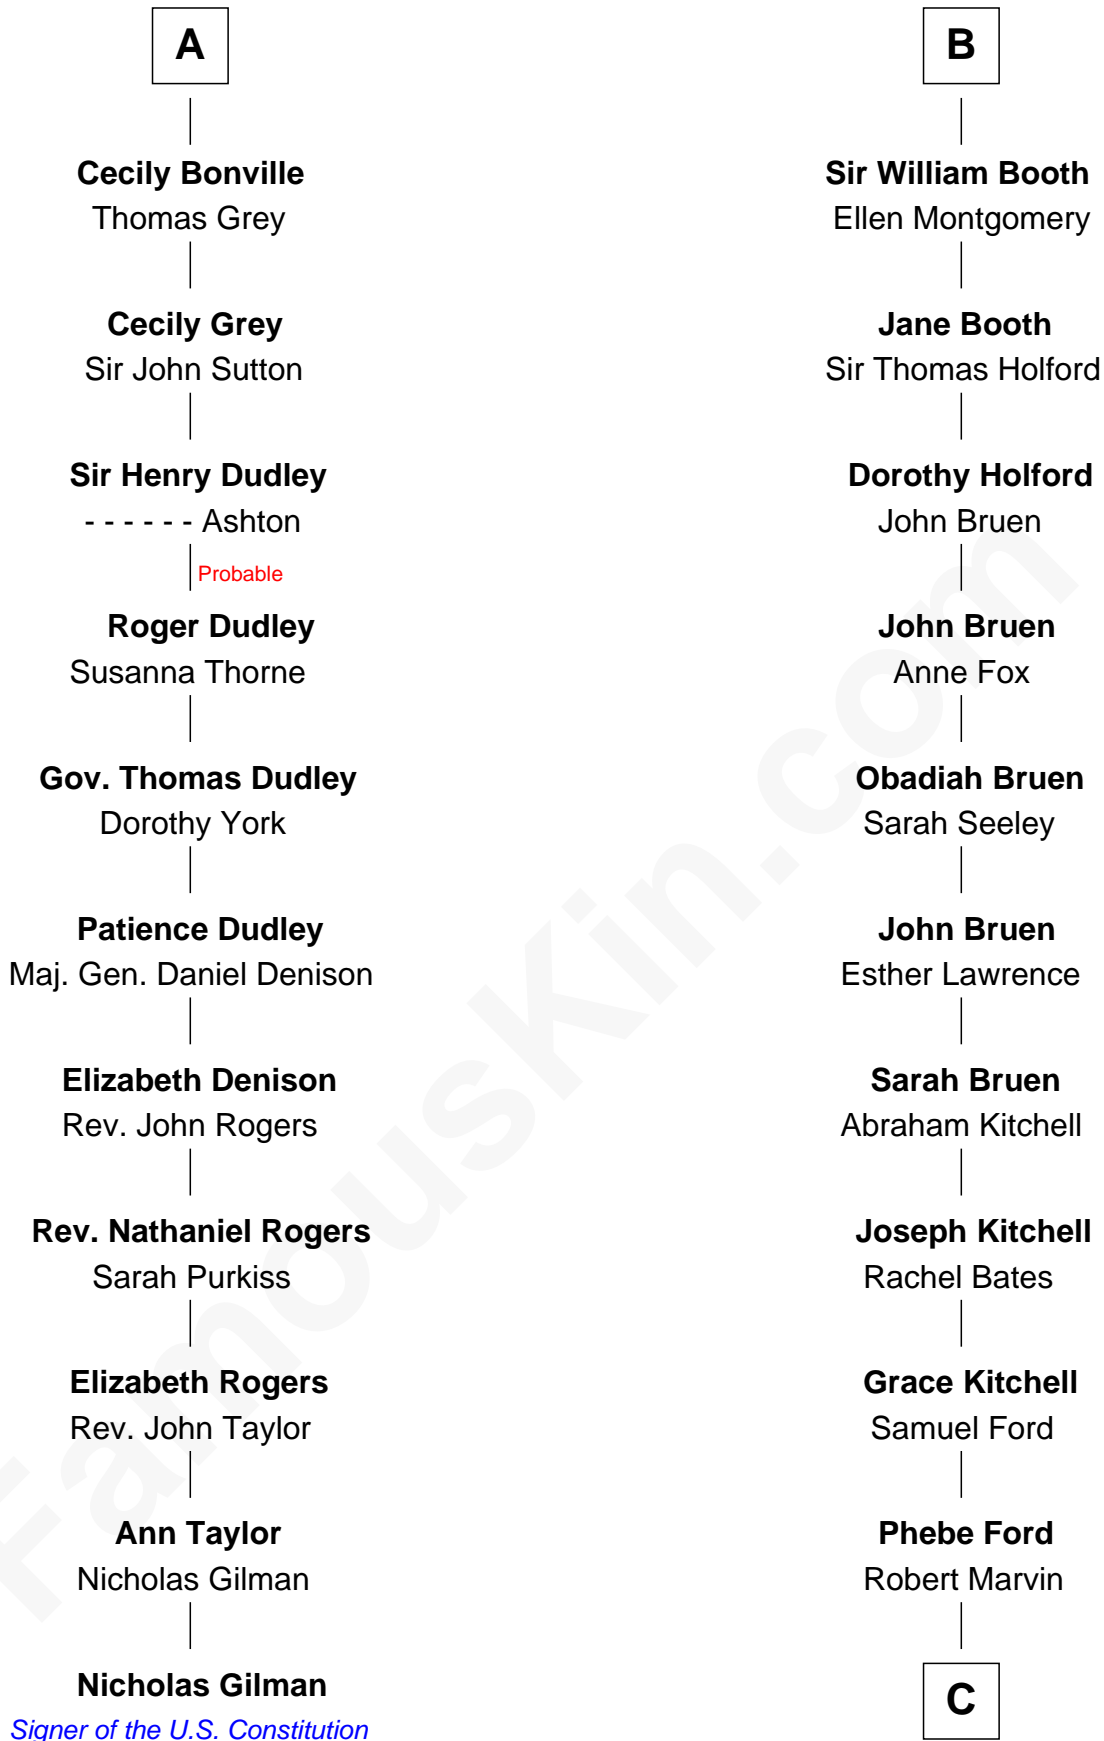 A
Cecily Bonville
Thomas Grey
Cecily Grey
Sir John Sutton
Sir Henry Dudley
- - - - - - Ashton
Probable
Roger Dudley
Susanna Thorne
Gov. Thomas Dudley
Dorothy York
Patience Dudley
Maj. Gen. Daniel Denison
Elizabeth Denison
Rev. John Rogers
Rev. Nathaniel Rogers
Sarah Purkiss
Elizabeth Rogers
Rev. John Taylor
Ann Taylor
Nicholas Gilman
Nicholas Gilman
Signer of the U.S. Constitution
B
Sir William Booth
Ellen Montgomery
Jane Booth
Sir Thomas Holford
Dorothy Holford
John Bruen
John Bruen
Anne Fox
Obadiah Bruen
Sarah Seeley
John Bruen
Esther Lawrence
Sarah Bruen
Abraham Kitchell
Joseph Kitchell
Rachel Bates
Grace Kitchell
Samuel Ford
Phebe Ford
Robert Marvin
C
FamousKin.com